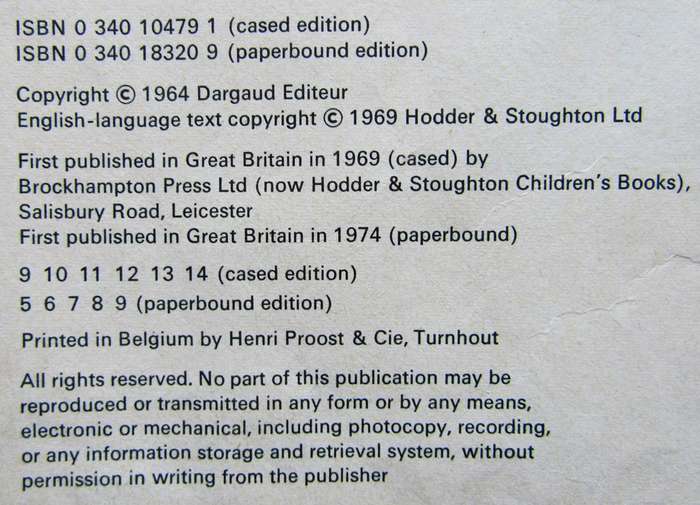 ISBN 0 340 10479 1 (cased edition)
ISBN 0 340 18320 9 (paperbound edition)
Copyright © 1964 Dargaud Editeur
English-language text copyright © 1969 Hodder & Stoughton Ltd
First published in Great Britain in 1969 (cased) by
Brockhampton Press Ltd (now Hodder & Stoughton Children's Books),
Salisbury Road, Leicester
First published in Great Britain in 1974 (paperbound)
9 10 11 12 13 14 (cased edition)
5 6 7 8 9 (paperbound edition)
Printed in Belgium by Henri Proost & Cie, Turnhout
All rights reserved. No part of this publication may be
reproduced or transmitted in any form or by any means,
electronic or mechanical, including photocopy, recording,
or any information storage and retrieval system, without
permission in writing from the publisher